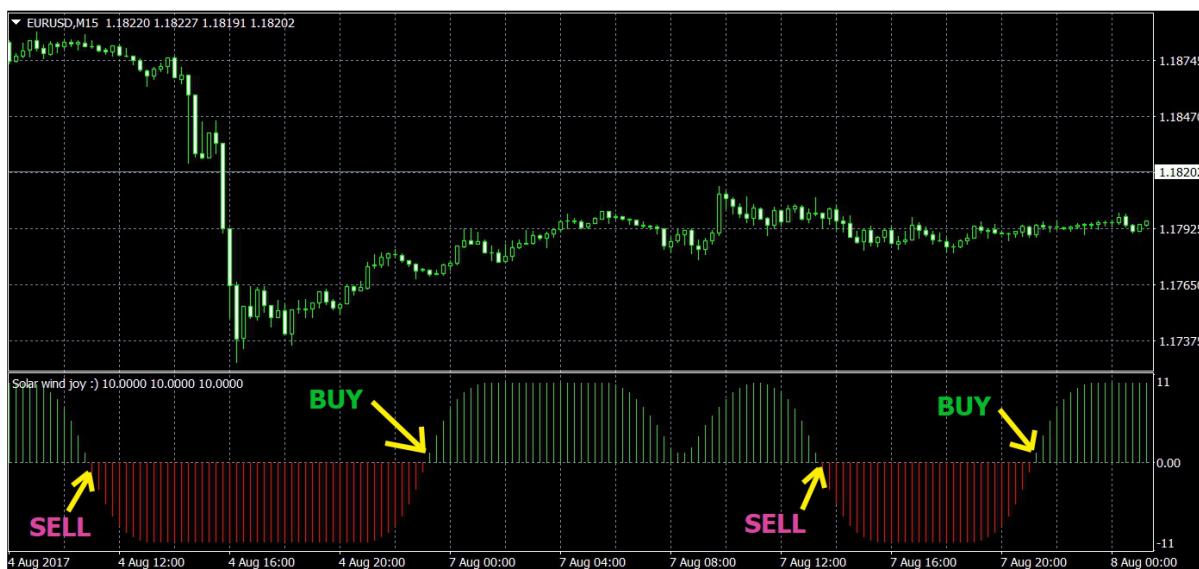 EURUSD,M15 1.18220 1.18227 1.18191 1.18202
1.18745
1.18470
1.18202
1.17925
1.17650
1.17375
Solar wind joy :) 10.0000 10.0000 10.0000
11
BUY
BUY
0.00
SELL
SELL
-11
4 Aug 2017 4 Aug 12:00 4 Aug 16:00 4 Aug 20:00 7 Aug 00:00 7 Aug 04:00 7 Aug 08:00 7 Aug 12:00 7 Aug 16:00 7 Aug 20:00 8 Aug 00:00